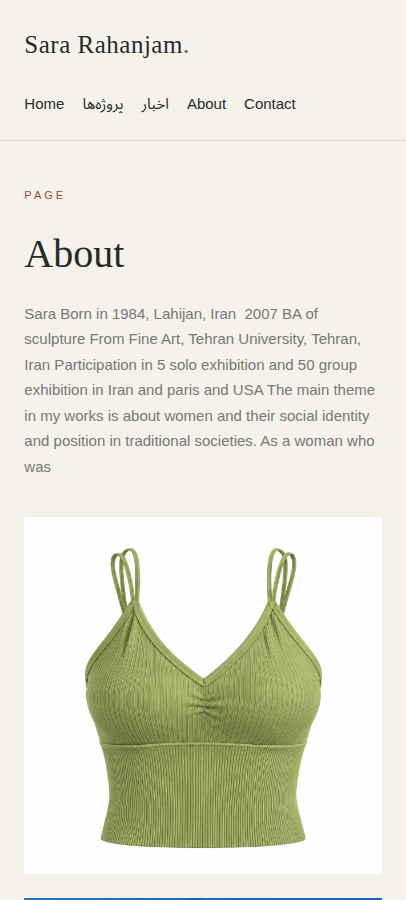 Sara Rahanjam.
Home پروژه‌ها اخبار About Contact
PAGE
About
Sara Born in 1984, Lahijan, Iran  2007 BA of
sculpture From Fine Art, Tehran University, Tehran,
Iran Participation in 5 solo exhibition and 50 group
exhibition in Iran and paris and USA The main theme
in my works is about women and their social identity
and position in traditional societies. As a woman who
was